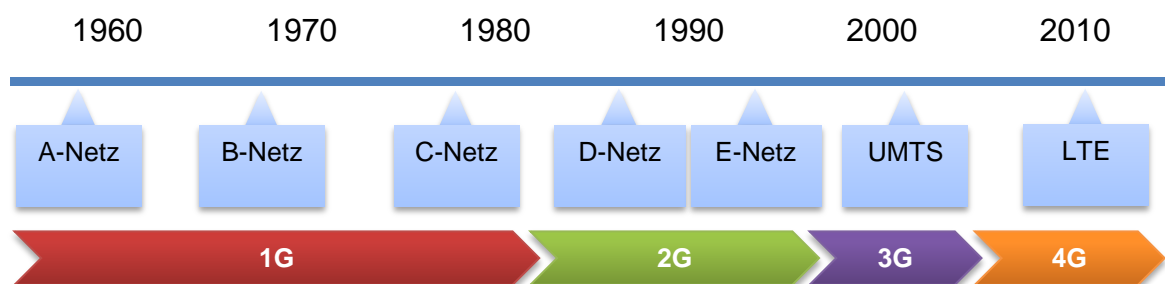 1960 1970 1980 1990 2000 2010
A-Netz B-Netz C-Netz D-Netz E-Netz UMTS LTE
1G 2G 3G 4G